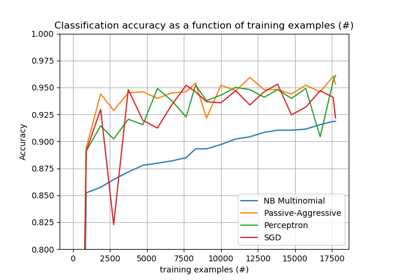 Classification accuracy as a function of training examples (#)
1.000
0.975
0.950
0.925
0.900
0.875
0.850
0.825
0.800
Accuracy
NB Multinomial
Passive-Aggressive
Perceptron
SGD
0 2500 5000 7500 10000 12500 15000 17500
training examples (#)